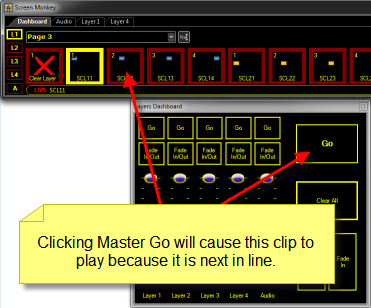 Screen Monkey
Dashboard Audio Layer1 Layer 4
L1 Page 3
L2 1 1 2 3 4 1 2 3
L3
L4 Clear Layer SCL11 SCL SCL13 SCL14 SCL21 SCL22 SCL23
A LIVE SCL11
ayers Dashboard
Go Go Go Go Go
Go
Fade In/Out Fade In/Out Fade In/Out Fade In/Out Fade In/Out
Clear All
Clicking Master Go will cause this clip to
play because it is next in line.
Fade In
Layer 1 Layer 2 Layer 3 Layer 4 Audio